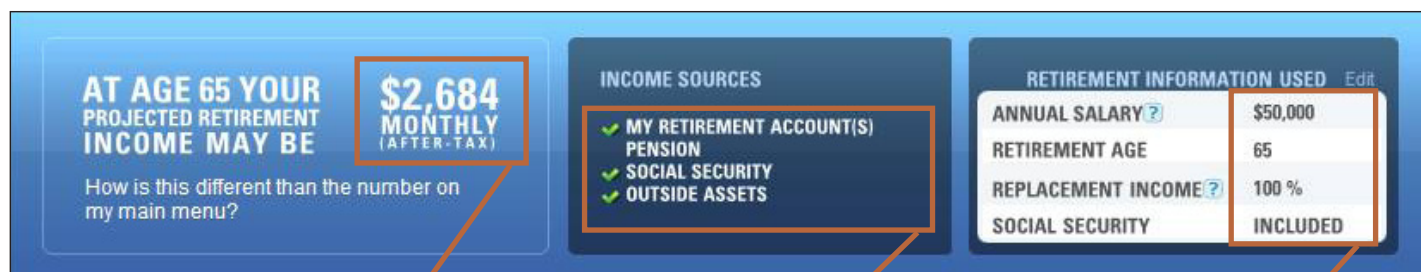 AT AGE 65 YOUR
PROJECTED RETIREMENT
INCOME MAY BE
$2,684
MONTHLY
(AFTER-TAX)
How is this different than the number on
my main menu?
INCOME SOURCES
MY RETIREMENT ACCOUNT(S)
PENSION
SOCIAL SECURITY
OUTSIDE ASSETS
RETIREMENT INFORMATION USED Edit
ANNUAL SALARY ? $50,000
RETIREMENT AGE 65
REPLACEMENT INCOME ? 100 %
SOCIAL SECURITY INCLUDED